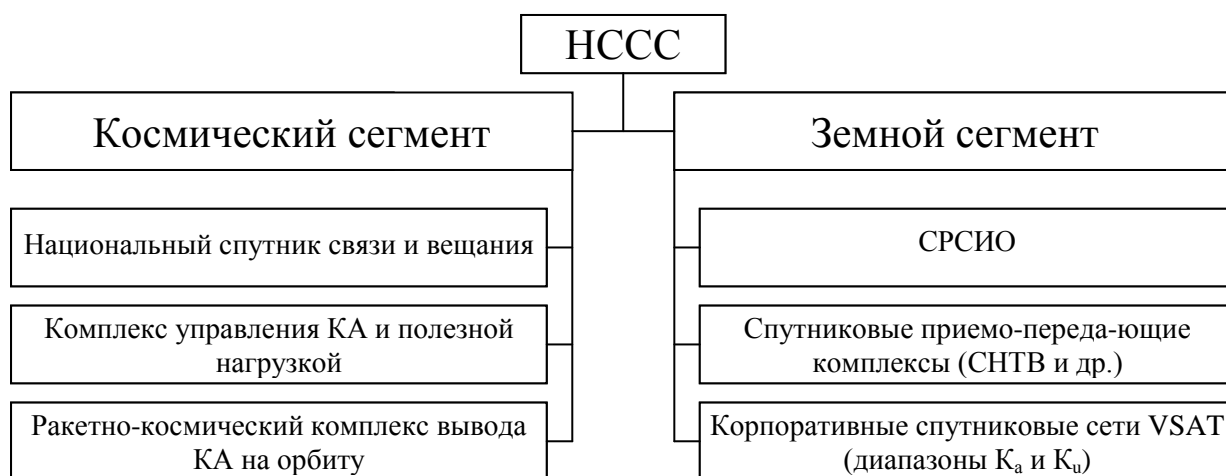 НССС
Космический сегмент
Земной сегмент
Национальный спутник связи и вещания
СРСИО
Комплекс управления КА и полезной
нагрузкой
Спутниковые приемо-переда-ющие
комплексы (СНТВ и др.)
Ракетно-космический комплекс вывода
КА на орбиту
Корпоративные спутниковые сети VSAT
(диапазоны Kа и Ku)